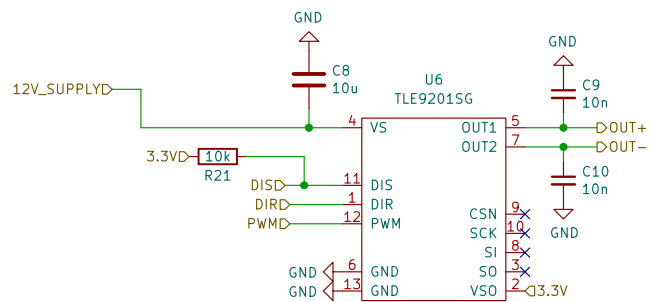 GND
C8
10u
12V_SUPPLY
U6
TLE9201SG
GND
C9
10n
4 VS
OUT1 5 OUT+
OUT2 7 OUT-
3.3V 10k
R21
C10
10n
GND
DIS 11 DIS
DIR 1 DIR
PWM 12 PWM
CSN 9
SCK 10
SI 8
SO 3
GND 6 GND
GND 13 GND
VSO 2 3.3V